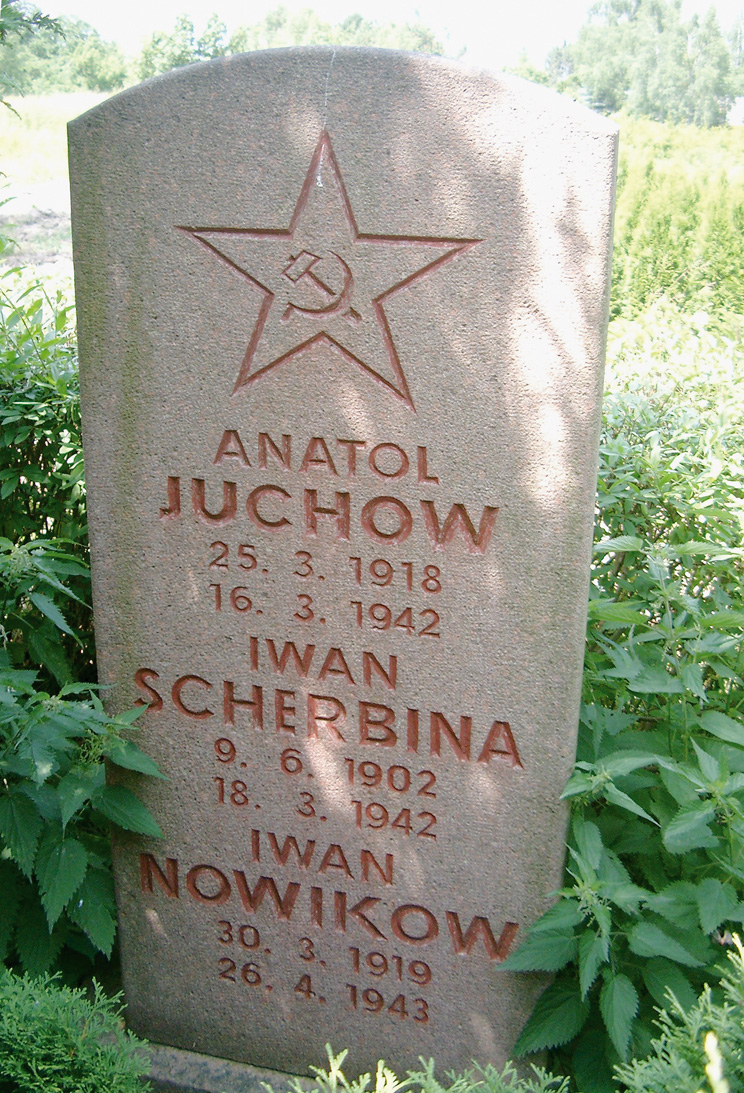 ANATOL
JUCHOW
25. 3. 1918
16. 3. 1942
IWAN
SCHERBINA
9. 6. 1902
18. 3. 1942
IWAN
NOWIKOW
30. 3. 1919
26. 4. 1943